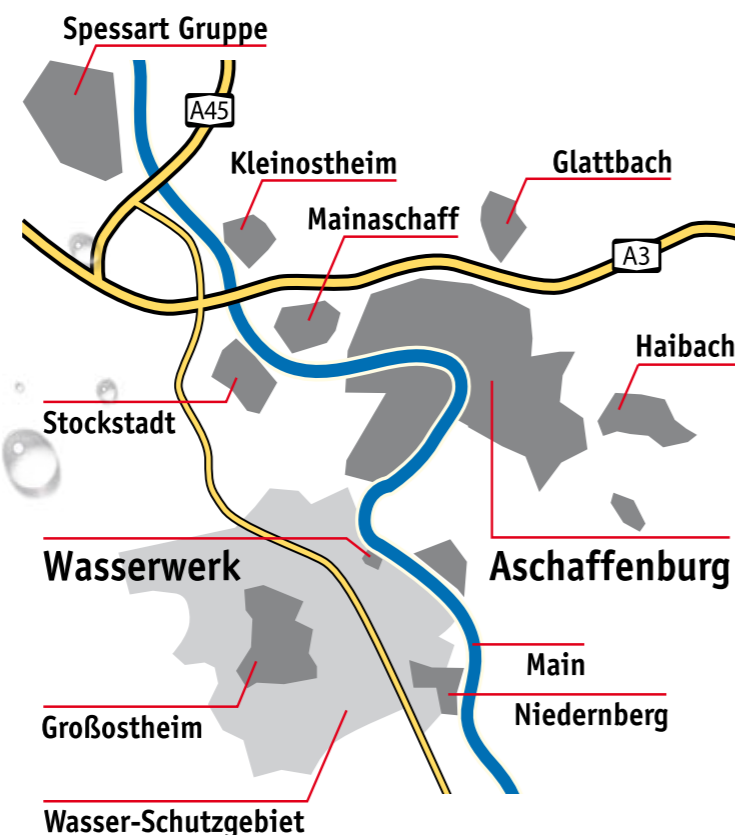 Spessart Gruppe
A45
Kleinostheim
Glattbach
Mainaschaff
A3
Haibach
Stockstadt
Wasserwerk
Aschaffenburg
Main
Niedernberg
Großostheim
Wasser-Schutzgebiet